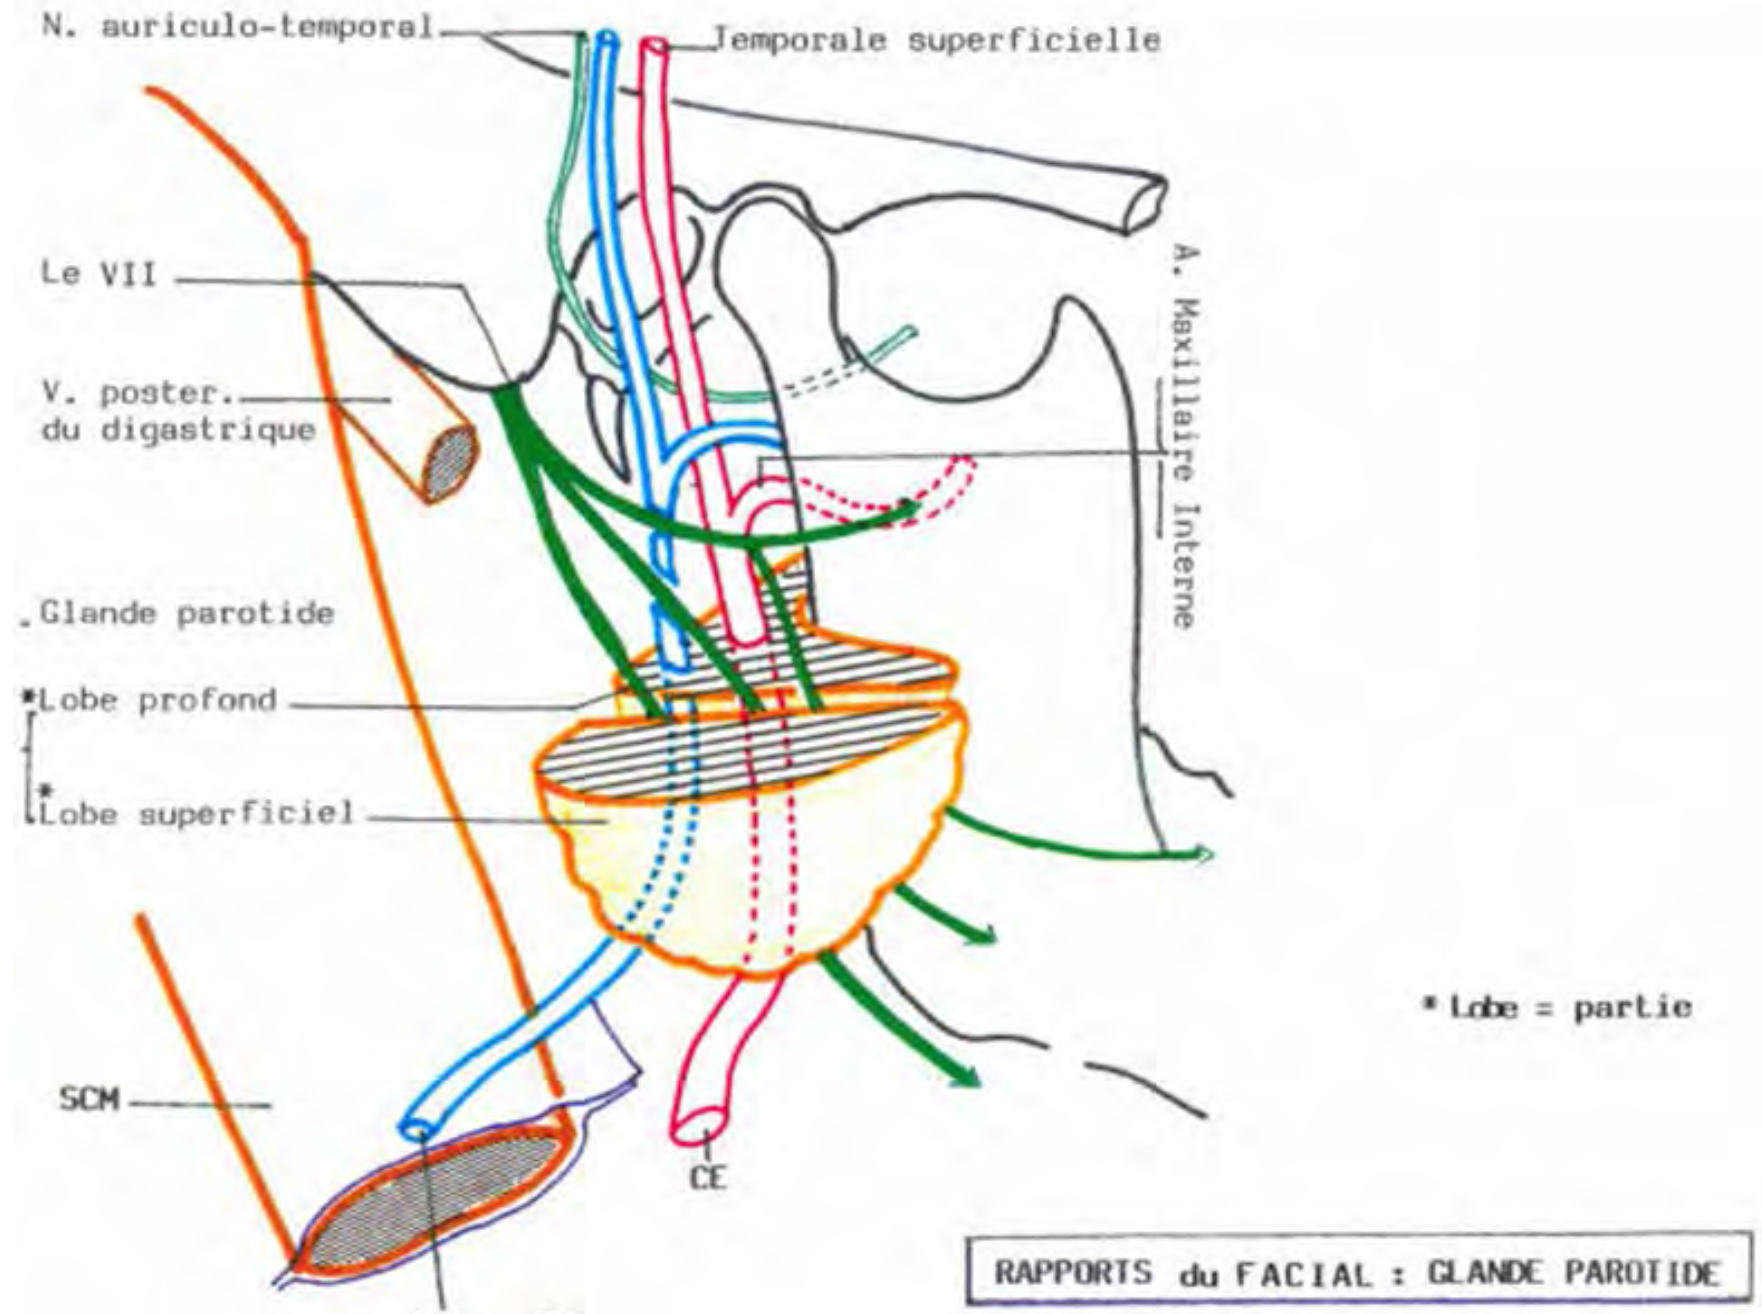 N. auriculo-temporal
Temporale superficielle
Le VII
A. Maxillaire Interne
V. poster.
du digastrique
Glande parotide
*Lobe profond
*
Lobe superficiel
* Lobe = partie
SCM
CE
RAPPORTS du FACIAL : GLANDE PAROTIDE